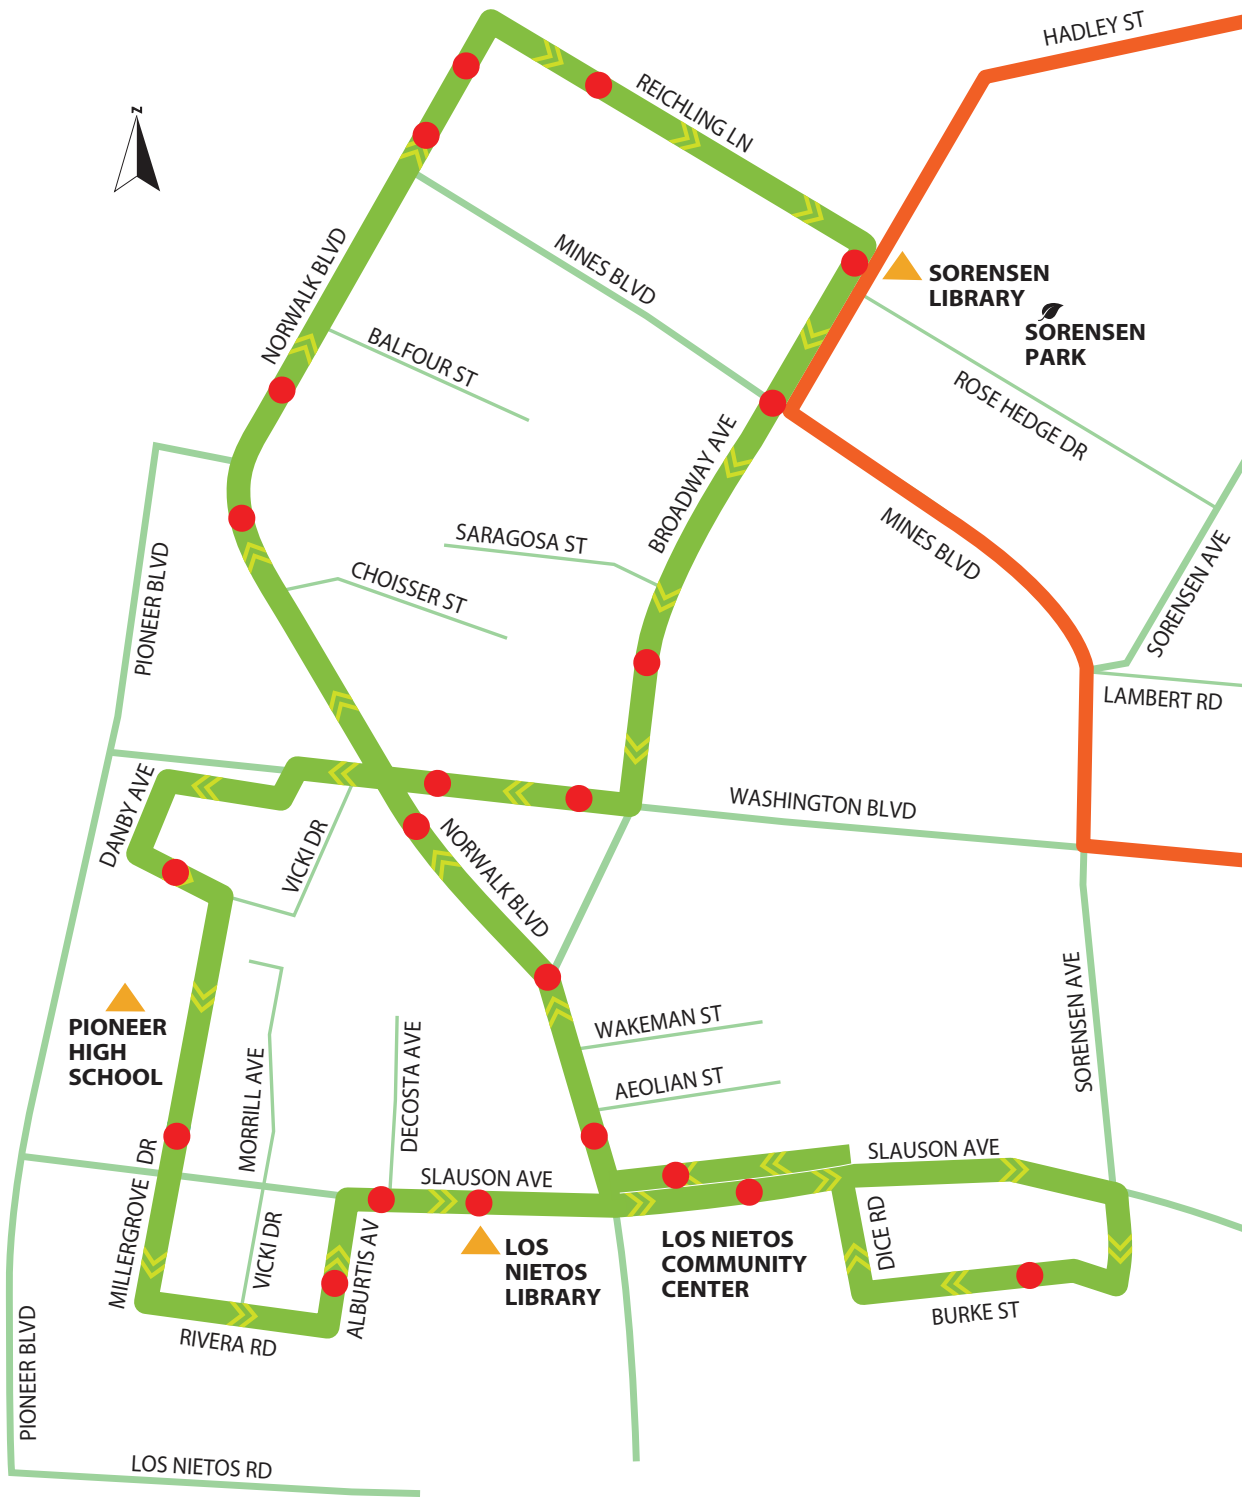 HADLEY ST
REICHLING LN
N
NORWALK BLVD
MINES BLVD
SORENSEN
LIBRARY
SORENSEN
PARK
BALFOUR ST
ROSE HEDGE DR
BROADWAY AVE
SARAGOSA ST
MINES BLVD
SORENSEN AVE
PIONEER BLVD
CHOISSER ST
LAMBERT RD
DANBY AVE
VICKI DR
NORWALK BLVD
WASHINGTON BLVD
PIONEER
HIGH
SCHOOL
WAKEMAN ST
SORENSEN AVE
MORRILL AVE
DECOSTA AVE
AEOLIAN ST
SLAUSON AVE
SLAUSON AVE
MILLERGROVE DR
VICKI DR
ALBURTIS AV
LOS
NIETOS
LIBRARY
LOS NIETOS
COMMUNITY
CENTER
DICE RD
BURKE ST
RIVERA RD
PIONEER BLVD
LOS NIETOS RD